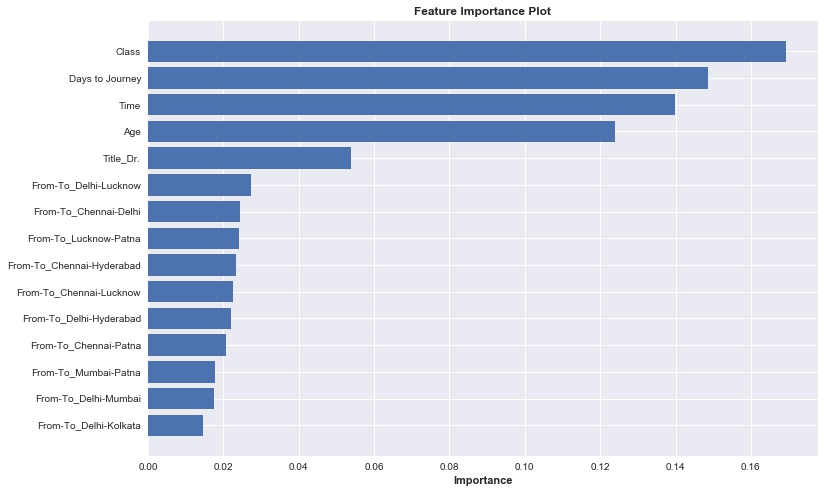 Feature Importance Plot
Class
Days to Journey
Time
Age
Title_Dr.
From-To_Delhi-Lucknow
From-To_Chennai-Delhi
From-To_Lucknow-Patna
From-To_Chennai-Hyderabad
From-To_Chennai-Lucknow
From-To_Delhi-Hyderabad
From-To_Chennai-Patna
From-To_Mumbai-Patna
From-To_Delhi-Mumbai
From-To_Delhi-Kolkata
0.00 0.02 0.04 0.06 0.08 0.10 0.12 0.14 0.16
Importance